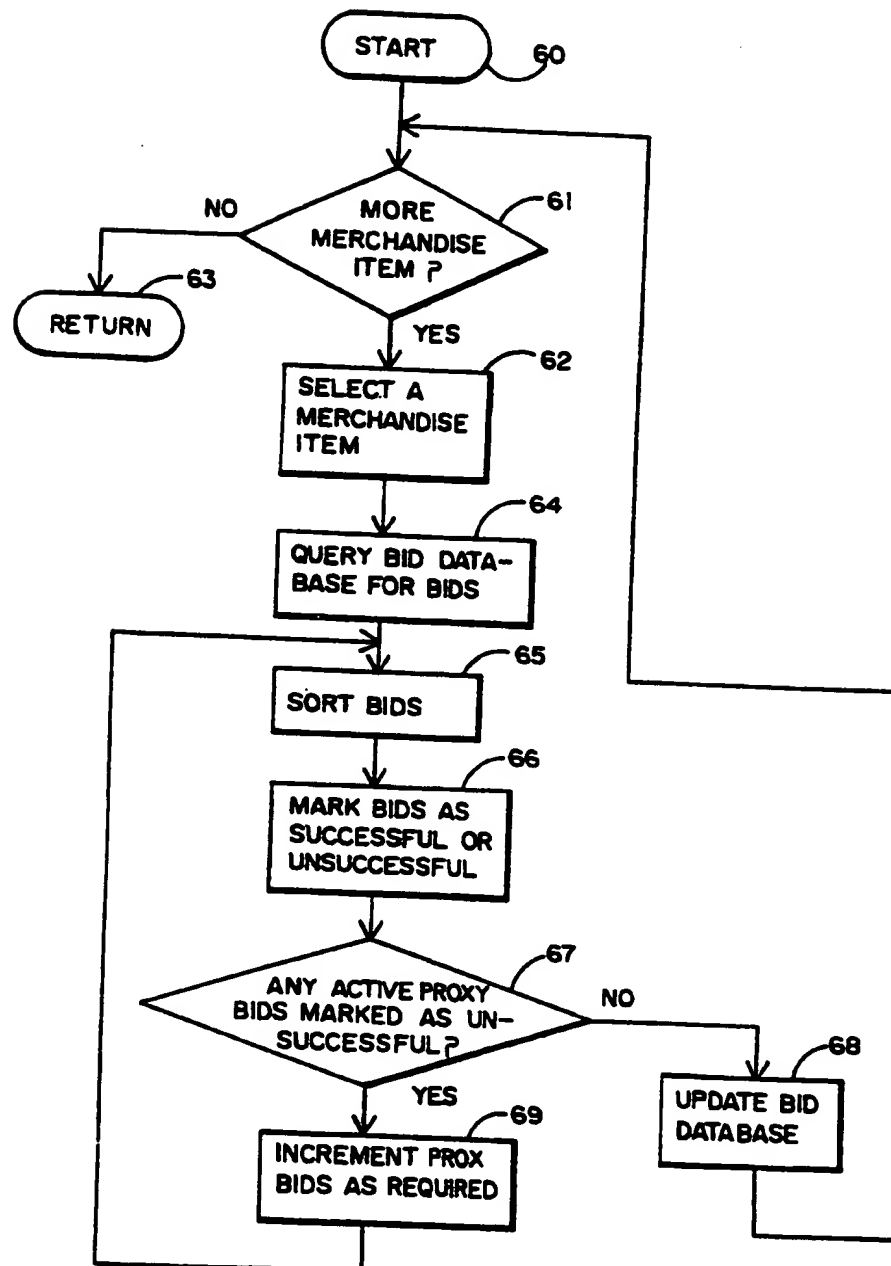 START
60
MORE
MERCHANDISE
ITEM ?
61
NO
63
RETURN
YES
62
SELECT A
MERCHANDISE
ITEM
64
QUERY BID DATA-
BASE FOR BIDS
65
SORT BIDS
66
MARK BIDS AS
SUCCESSFUL OR
UNSUCCESSFUL
67
ANY ACTIVE PROXY
BIDS MARKED AS UN-
SUCCESSFUL?
NO
68
UPDATE BID
DATABASE
YES
69
INCREMENT PROX
BIDS AS REQUIRED